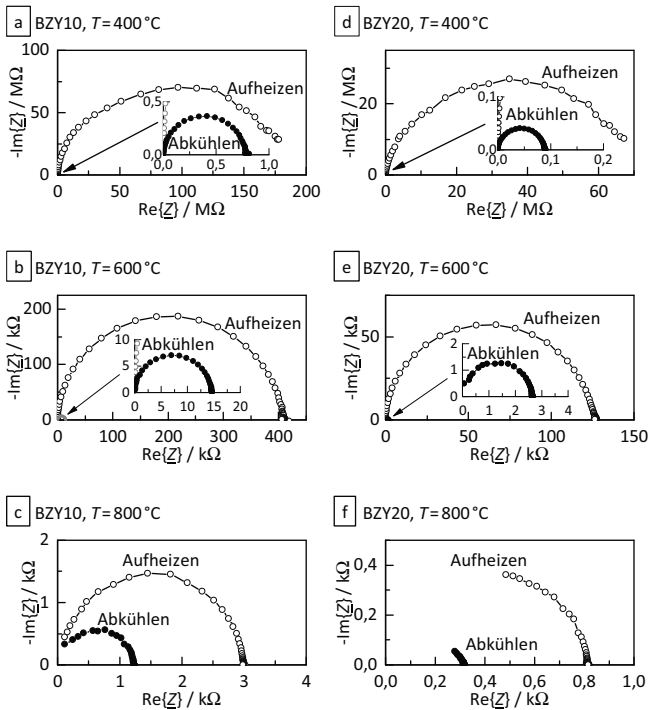 a BZY10, T = 400 °C
100
50
0
-Im{Z} / MΩ
Aufheizen
0,5
0,0
Abkühlen
0,0 0,5 1,0
0 50 100 150 200
Re{Z} / MΩ
d BZY20, T = 400 °C
20
0
-Im{Z} / MΩ
Aufheizen
0,1
0,0
Abkühlen
0,0 0,1 0,2
0 20 40 60
Re{Z} / MΩ
b BZY10, T = 600 °C
200
150
100
50
0
-Im{Z} / kΩ
Aufheizen
10
5
0
Abkühlen
0 5 10 15 20
0 100 200 300 400
Re{Z} / kΩ
e BZY20, T = 600 °C
50
0
-Im{Z} / kΩ
Aufheizen
2
1
0
Abkühlen
0 1 2 3 4
0 25 50 75 100 125 150
Re{Z} / kΩ
c BZY10, T = 800 °C
2
1
0
-Im{Z} / kΩ
Aufheizen
Abkühlen
0 1 2 3 4
Re{Z} / kΩ
f BZY20, T = 800 °C
0,4
0,2
0,0
-Im{Z} / kΩ
Aufheizen
Abkühlen
0,0 0,2 0,4 0,6 0,8 1,0
Re{Z} / kΩ